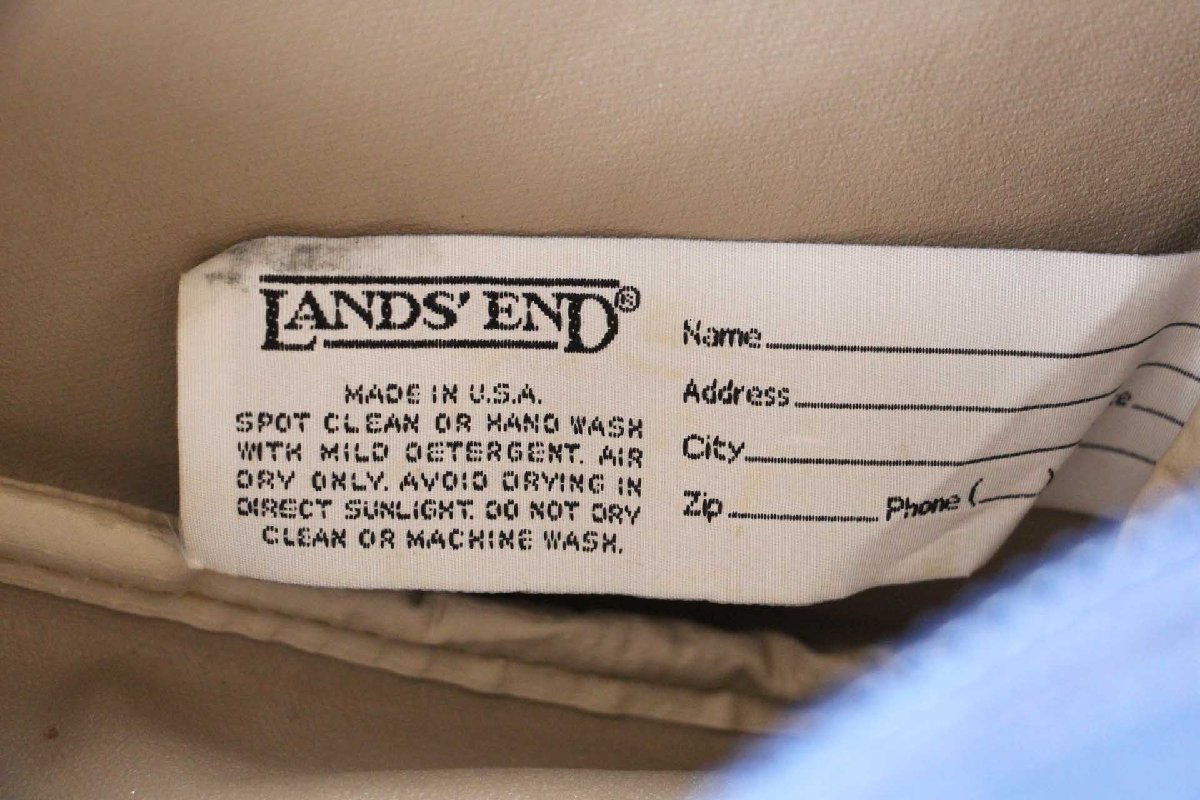 LANDS' END®
MADE IN U.S.A.
SPOT CLEAN OR HAND WASH
WITH MILD DETERGENT. AIR
DRY ONLY. AVOID DRYING IN
DIRECT SUNLIGHT. DO NOT DRY
CLEAN OR MACHINE WASH.
Name
Address
City
Zip Phone ( )